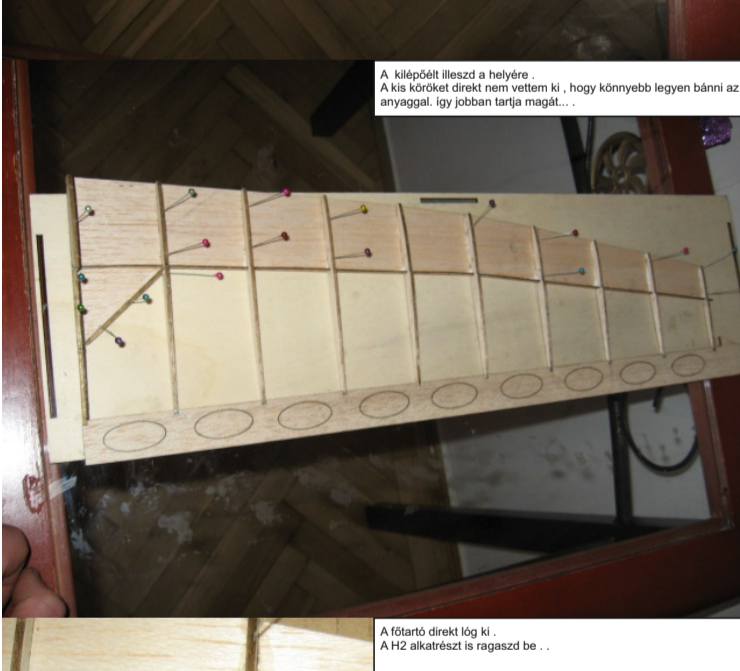 A  kilépőélt illeszd a helyére .
A kis köröket direkt nem vettem ki , hogy könnyebb legyen bánni az
anyaggal. így jobban tartja magát... .
A főtartó direkt lóg ki .
A H2 alkatrészt is ragaszd be . .